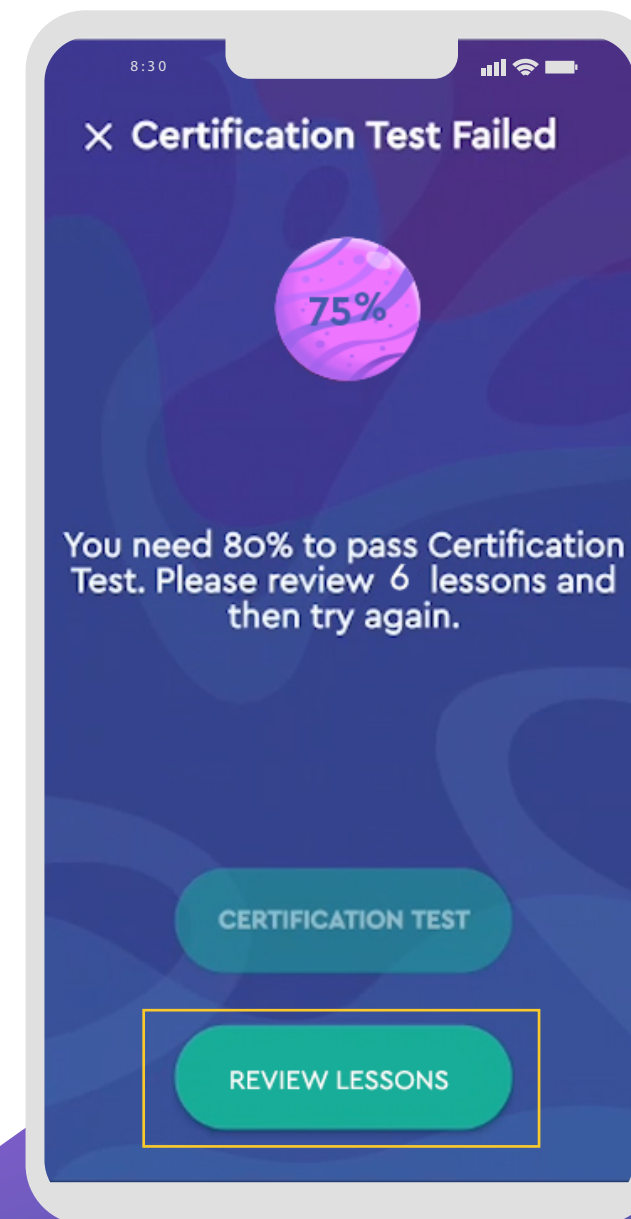 8:30
× Certification Test Failed
75%
You need 80% to pass Certification
Test. Please review 6 lessons and
then try again.
CERTIFICATION TEST
REVIEW LESSONS